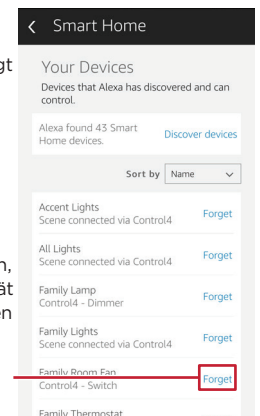 < Smart Home
Your Devices
Devices that Alexa has discovered and can
control.
Alexa found 43 Smart
Home devices.
Discover devices
Sort by Name
Accent Lights
Scene connected via Control4
Forget
All Lights
Scene connected via Control4
Forget
Family Lamp
Control4 - Dimmer
Forget
Family Lights
Scene connected via Control4
Forget
Family Room Fan
Control4 - Switch
Forget
Family Thermostat